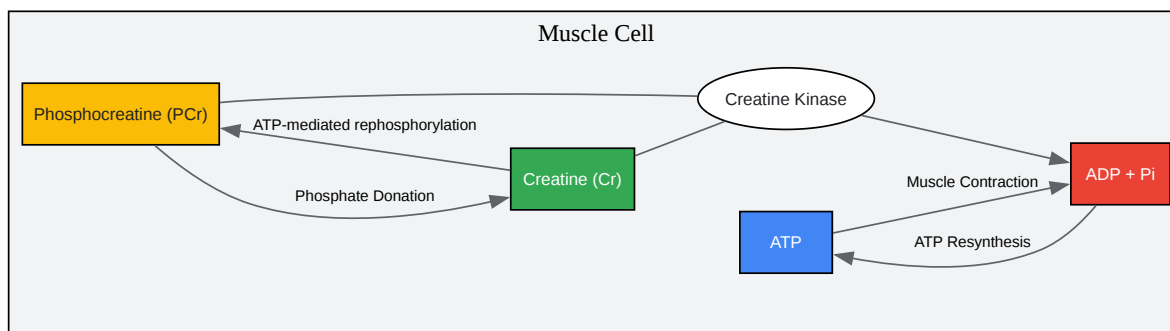 Muscle Cell
Creatine Kinase
Phosphocreatine (PCr)
ATP-mediated rephosphorylation
Creatine (Cr)
ADP + Pi
Muscle Contraction
Phosphate Donation
ATP
ATP Resynthesis